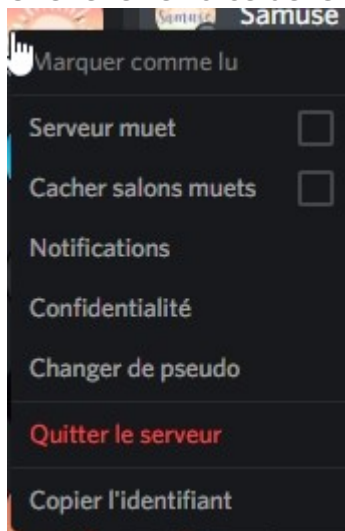 Samuse
Samuse
Marquer comme lu
Serveur muet
Cacher salons muets
Notifications
Confidentialité
Changer de pseudo
Quitter le serveur
Copier l'identifiant